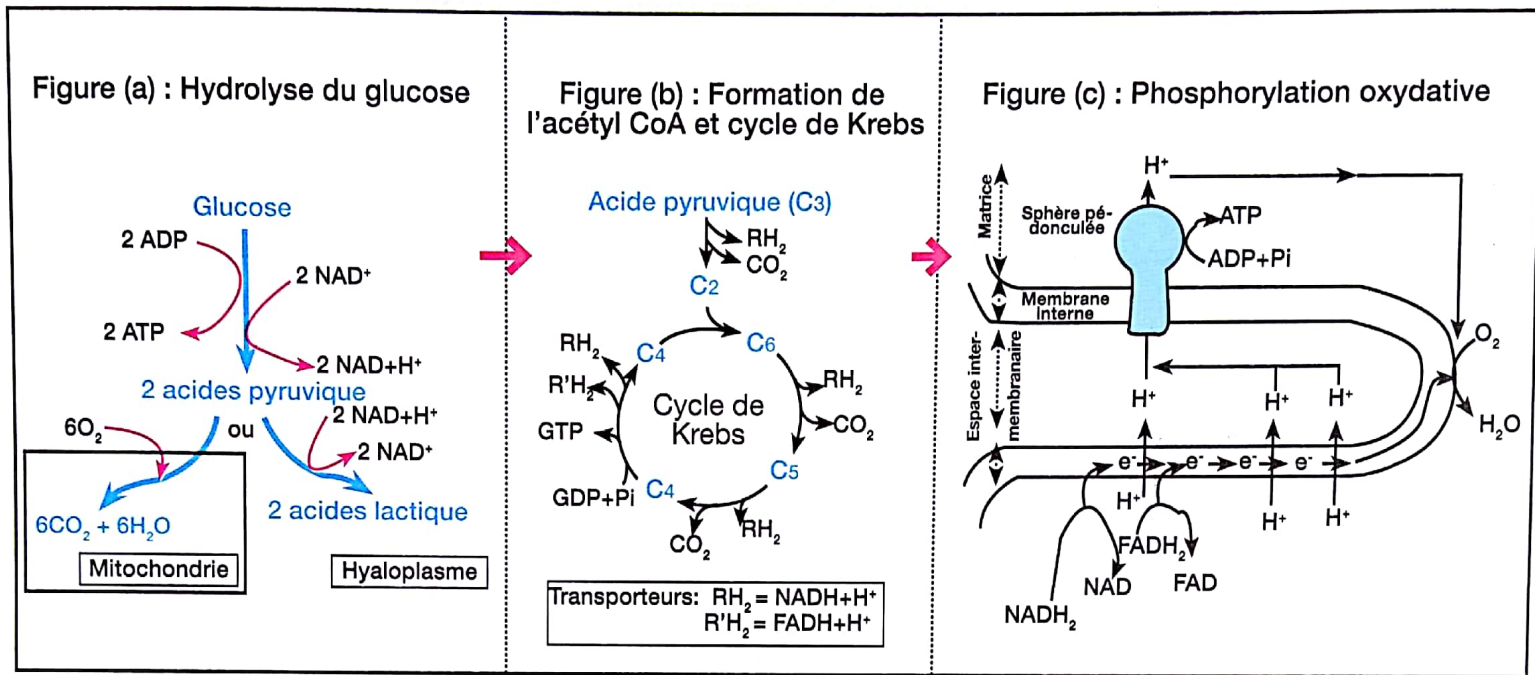 Figure (a) : Hydrolyse du glucose
Glucose
2 ADP
2 NAD⁺
2 ATP
2 NAD+H⁺
2 acides pyruvique
ou
2 NAD+H⁺
6O₂
2 NAD⁺
6CO₂ + 6H₂O
2 acides lactique
Mitochondrie
Hyaloplasme
Figure (b) : Formation de
l'acétyl CoA et cycle de Krebs
Acide pyruvique (C3)
RH₂
CO₂
C2
C4
C6
RH₂
R'H₂
RH₂
Cycle de
Krebs
CO₂
GTP
C5
GDP+Pi
C4
CO₂
RH₂
Transporteurs: RH₂ = NADH+H⁺
R'H₂ = FADH+H⁺
Figure (c) : Phosphorylation oxydative
H⁺
Matrice
Sphère pé-
donculée
ATP
ADP+Pi
Membrane
Interne
Espace inter-
membranaire
O₂
H⁺
H⁺
H⁺
H₂O
e⁻
e⁻
e⁻
e⁻
H⁺
H⁺
H⁺
FADH₂
NAD
FAD
NADH₂